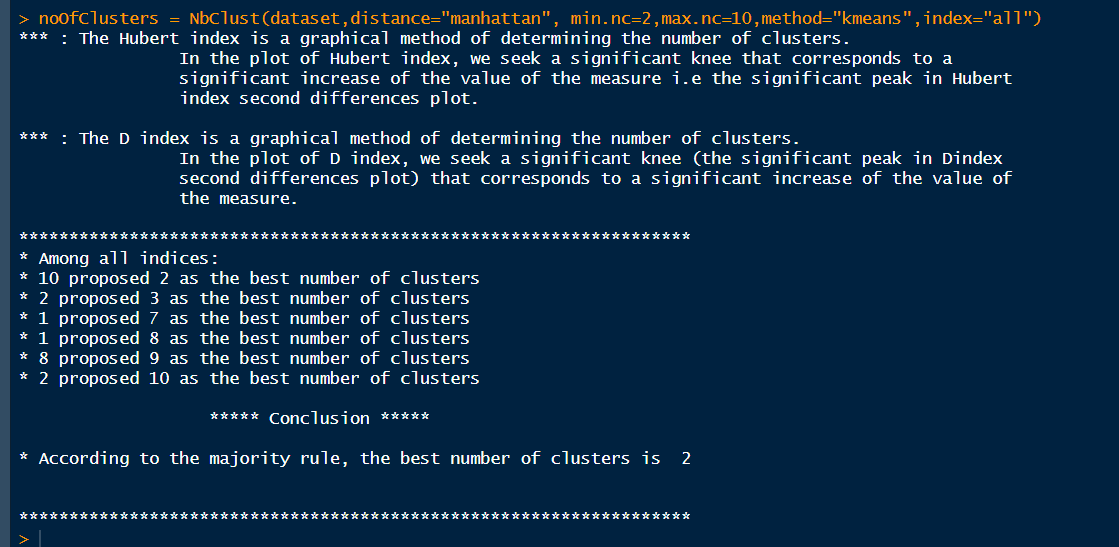 > noOfClusters = NbClust(dataset,distance="manhattan", min.nc=2,max.nc=10,method="kmeans",index="all")
*** : The Hubert index is a graphical method of determining the number of clusters.
In the plot of Hubert index, we seek a significant knee that corresponds to a
significant increase of the value of the measure i.e the significant peak in Hubert
index second differences plot.
*** : The D index is a graphical method of determining the number of clusters.
In the plot of D index, we seek a significant knee (the significant peak in Dindex
second differences plot) that corresponds to a significant increase of the value of
the measure.
*******************************************************************
* Among all indices:
* 10 proposed 2 as the best number of clusters
* 2 proposed 3 as the best number of clusters
* 1 proposed 7 as the best number of clusters
* 1 proposed 8 as the best number of clusters
* 8 proposed 9 as the best number of clusters
* 2 proposed 10 as the best number of clusters
***** Conclusion *****
* According to the majority rule, the best number of clusters is  2
*******************************************************************
>